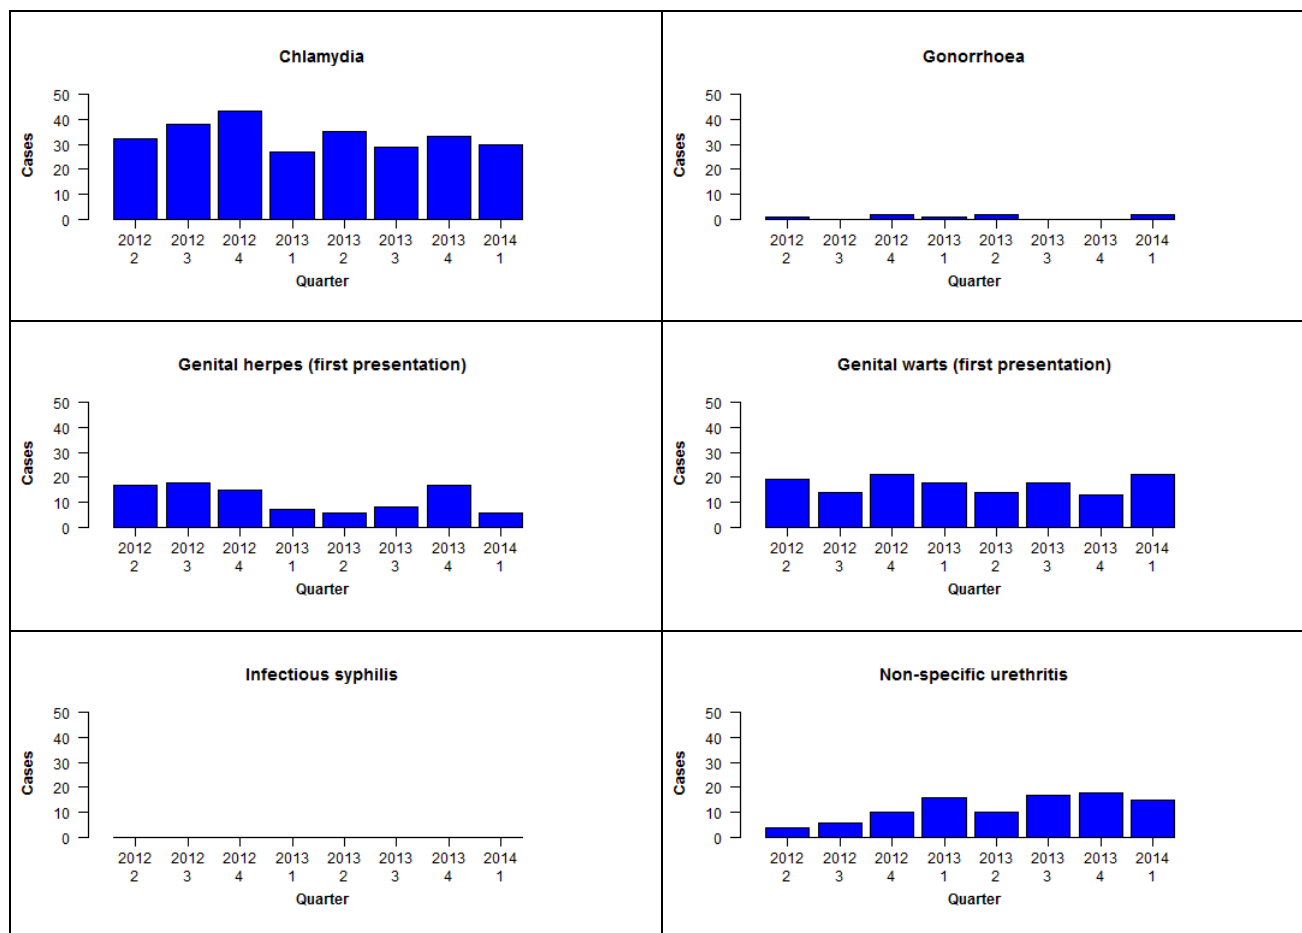 Chlamydia
50
40
30
20
10
0
Cases
2012 2012 2012 2013 2013 2013 2013 2014
2 3 4 1 2 3 4 1
Quarter
Gonorrhoea
50
40
30
20
10
0
Cases
2012 2012 2012 2013 2013 2013 2013 2014
2 3 4 1 2 3 4 1
Quarter
Genital herpes (first presentation)
50
40
30
20
10
0
Cases
2012 2012 2012 2013 2013 2013 2013 2014
2 3 4 1 2 3 4 1
Quarter
Genital warts (first presentation)
50
40
30
20
10
0
Cases
2012 2012 2012 2013 2013 2013 2013 2014
2 3 4 1 2 3 4 1
Quarter
Infectious syphilis
50
40
30
20
10
0
Cases
2012 2012 2012 2013 2013 2013 2013 2014
2 3 4 1 2 3 4 1
Quarter
Non-specific urethritis
50
40
30
20
10
0
Cases
2012 2012 2012 2013 2013 2013 2013 2014
2 3 4 1 2 3 4 1
Quarter